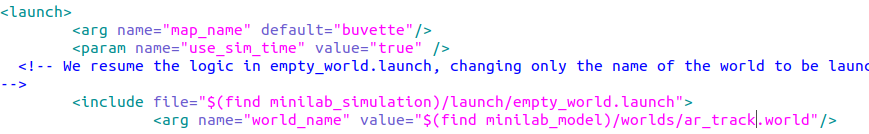 <launch>
<arg name="map_name" default="buvette"/>
<param name="use_sim_time" value="true" />
<!-- We resume the logic in empty_world.launch, changing only the name of the world to be
-->
<include file="$(find minilab_simulation)/launch/empty_world.launch">
<arg name="world_name" value="$(find minilab_model)/worlds/ar_track.world"/>